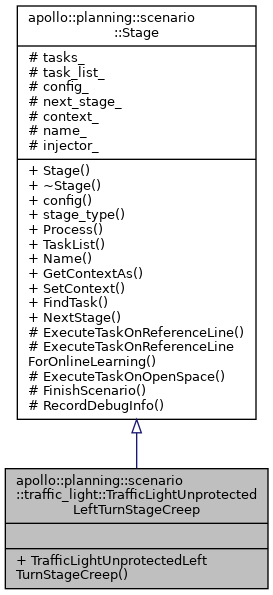 apollo::planning::scenario
::Stage
# tasks_
# task_list_
# config_
# next_stage_
# context_
# name_
# injector_
+ Stage()
+ ~Stage()
+ config()
+ stage_type()
+ Process()
+ TaskList()
+ Name()
+ GetContextAs()
+ SetContext()
+ FindTask()
+ NextStage()
# ExecuteTaskOnReferenceLine()
# ExecuteTaskOnReferenceLine
ForOnlineLearning()
# ExecuteTaskOnOpenSpace()
# FinishScenario()
# RecordDebugInfo()
apollo::planning::scenario
::traffic_light::TrafficLightUnprotected
LeftTurnStageCreep
+ TrafficLightUnprotectedLeft
TurnStageCreep()